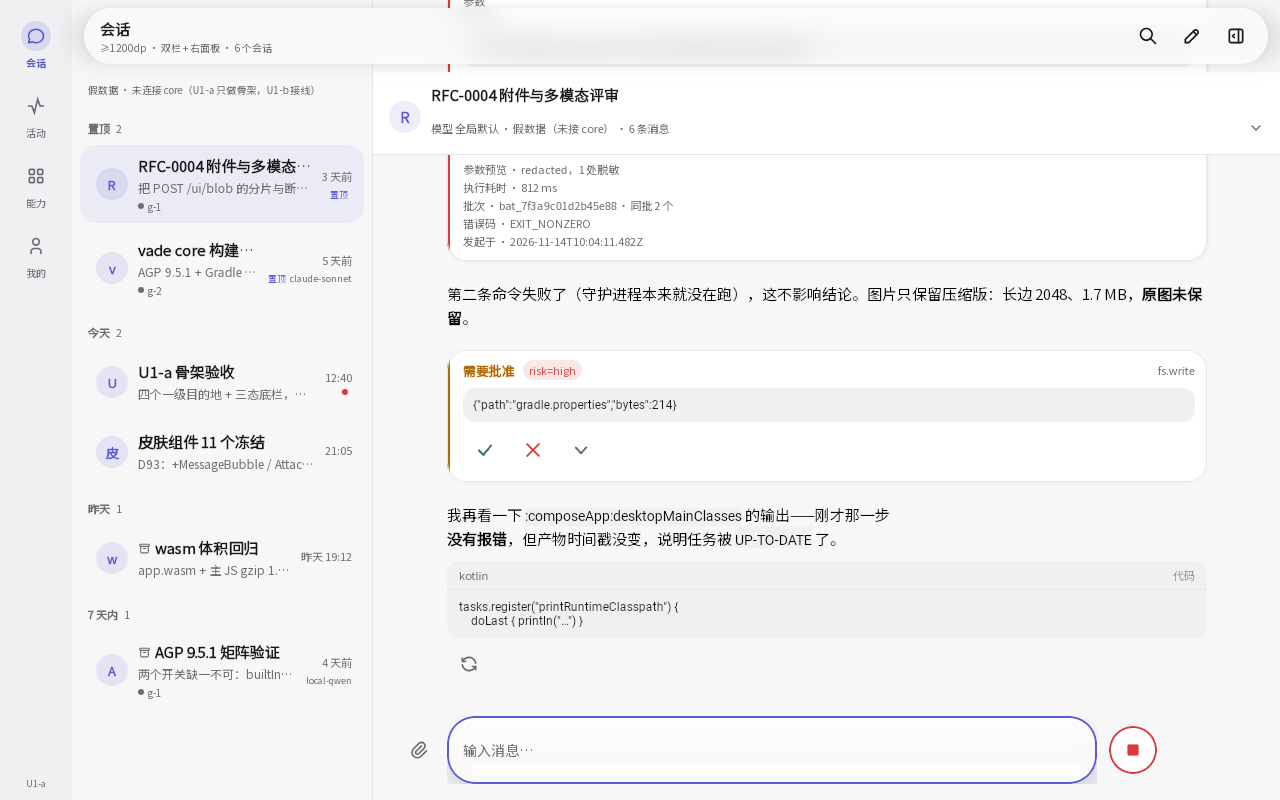 会话
活动
能力
我的
U1-a
会话
≥1200dp · 双栏 + 右面板 · 6 个会话
假数据 · 未连接 core（U1-a 只做骨架，U1-b 接线）
置顶 2
R
RFC-0004 附件与多模态…
3 天前
把 POST /ui/blob 的分片与断…
置顶
g-1
v
vade core 构建…
5 天前
AGP 9.5.1 + Gradle …
置顶 claude-sonnet
g-2
今天 2
U
U1-a 骨架验收
12:40
四个一级目的地 + 三态底栏，…
皮
皮肤组件 11 个冻结
21:05
D93：+MessageBubble / Attac…
昨天 1
w
wasm 体积回归
昨天 19:12
app.wasm + 主 JS gzip 1.…
7 天内 1
A
AGP 9.5.1 矩阵验证
4 天前
两个开关缺一不可：builtIn…
local-qwen
g-1
参数
R
RFC-0004 附件与多模态评审
模型 全局默认 · 假数据（未接 core） · 6 条消息
参数预览 · redacted，1 处脱敏
执行耗时 · 812 ms
批次 · bat_7f3a9c01d2b45e88 · 同批 2 个
错误码 · EXIT_NONZERO
发起于 · 2026-11-14T10:04:11.482Z
第二条命令失败了（守护进程本来就没在跑），这不影响结论。图片只保留压缩版：长边 2048、1.7 MB，原图未保
留。
需要批准 risk=high
fs.write
{"path":"gradle.properties","bytes":214}
我再看一下 :composeApp:desktopMainClasses 的输出——刚才那一步
没有报错，但产物时间戳没变，说明任务被 UP-TO-DATE 了。
kotlin
代码
tasks.register("printRuntimeClasspath") {
doLast { println("…") }
输入消息…